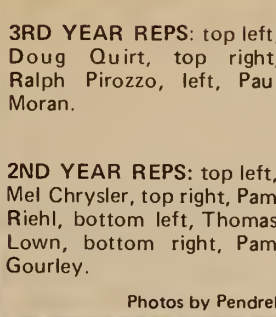 3RD YEAR REPS: top left,
Doug Quirt, top right,
Ralph Pirozzo, left, Pau
Moran.
2ND YEAR REPS: top left,
Mel Chrysler, top right, Pam
Riehl, bottom left, Thomas
Lown, bottom right, Pam
Gourley.
Photos by Pendrel